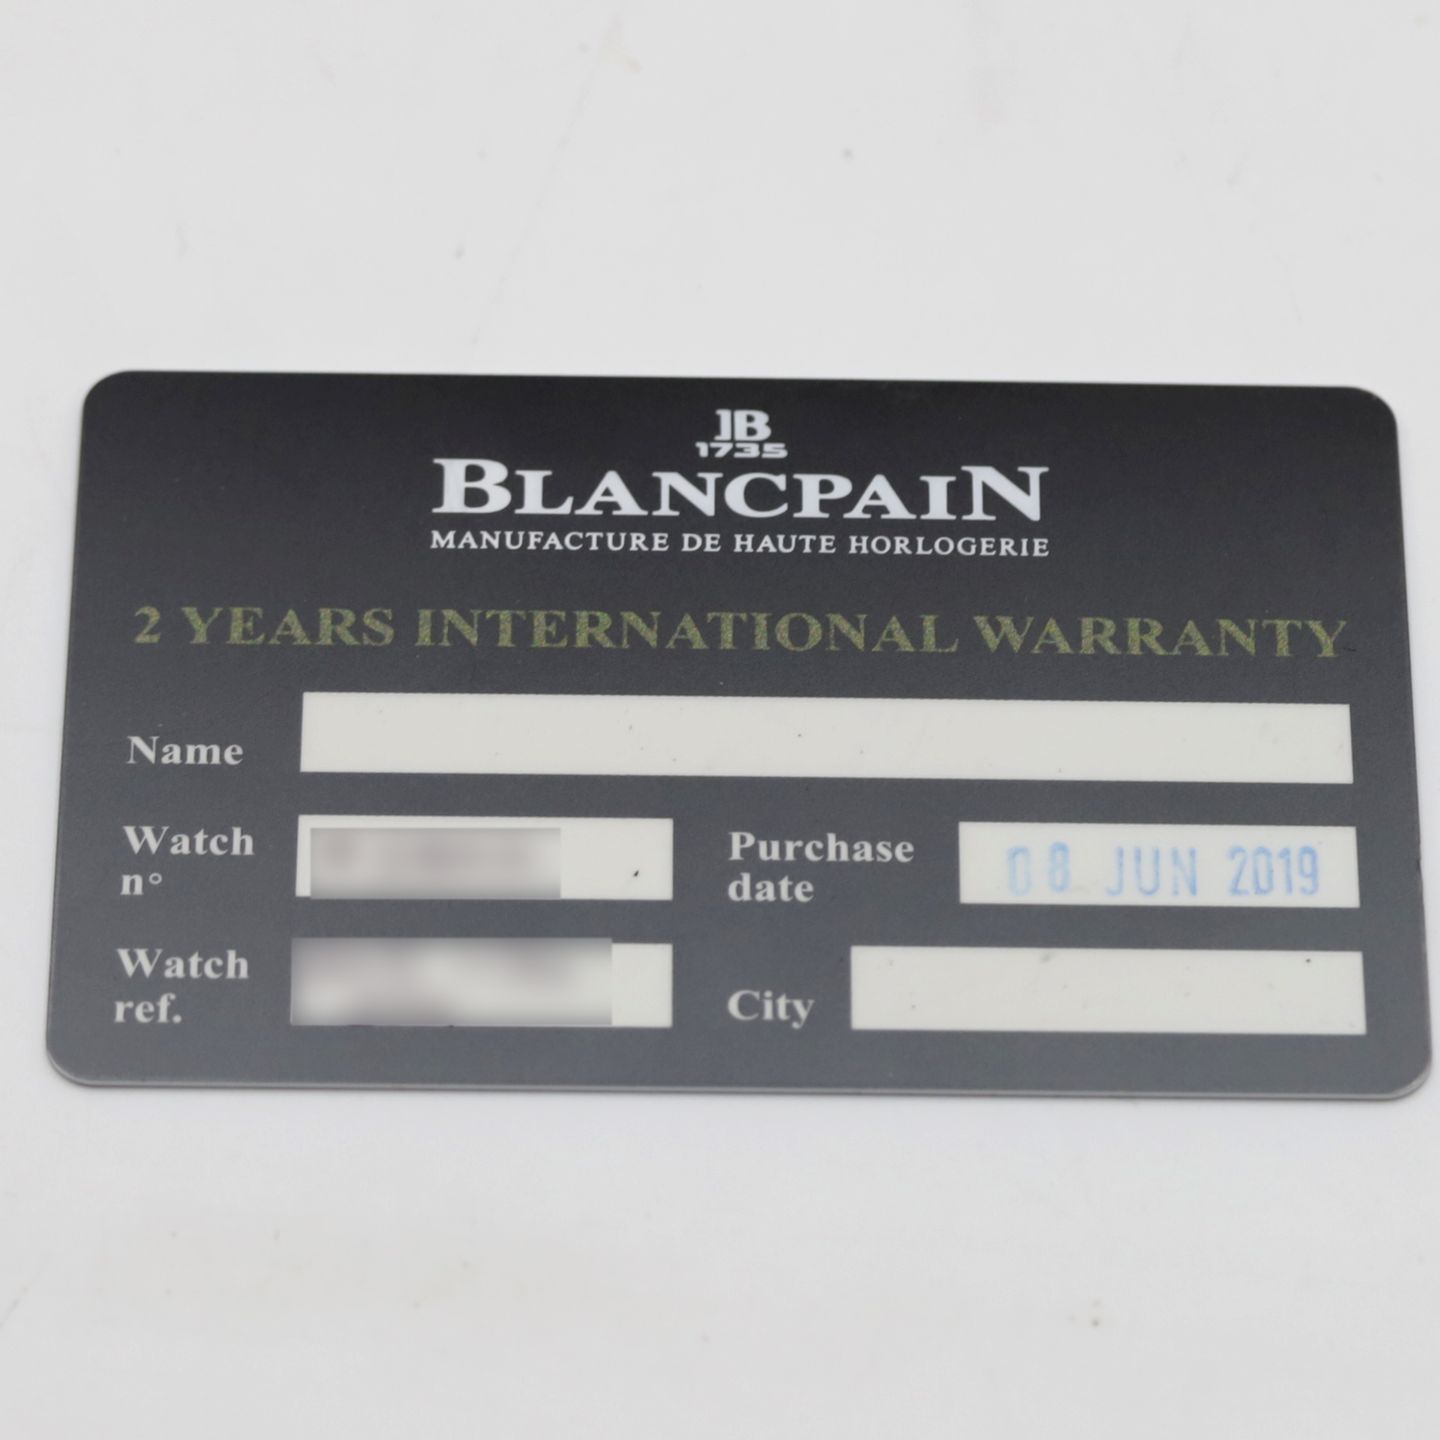 JB
1735
BLANCPAIN
MANUFACTURE DE HAUTE HORLOGERIE
2 YEARS INTERNATIONAL WARRANTY
Name
Watch
n°
Purchase
date
08 JUN 2019
Watch
ref.
City